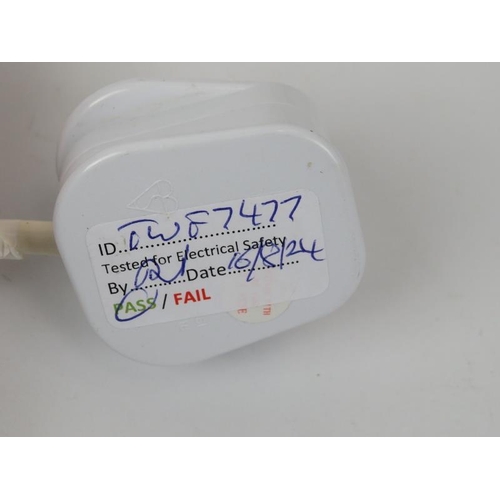 ID. TWF7477
Tested for Electrical Safety
By Date 16/8/24
PASS / FAIL